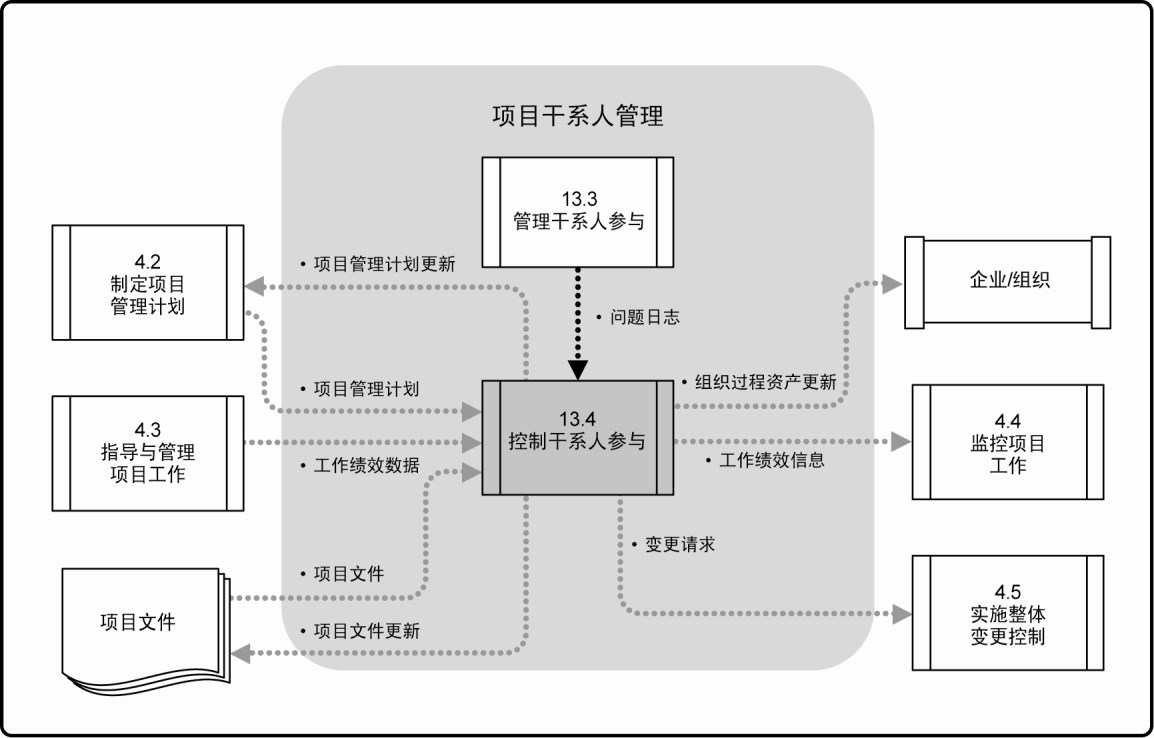 项目干系人管理
13.3
管理干系人参与
4.2
制定项目
管理计划
• 项目管理计划更新
企业/组织
• 问题日志
• 项目管理计划
• 组织过程资产更新
4.3
指导与管理
项目工作
13.4
控制干系人参与
4.4
监控项目
工作
• 工作绩效数据
• 工作绩效信息
• 变更请求
• 项目文件
项目文件
4.5
实施整体
变更控制
• 项目文件更新